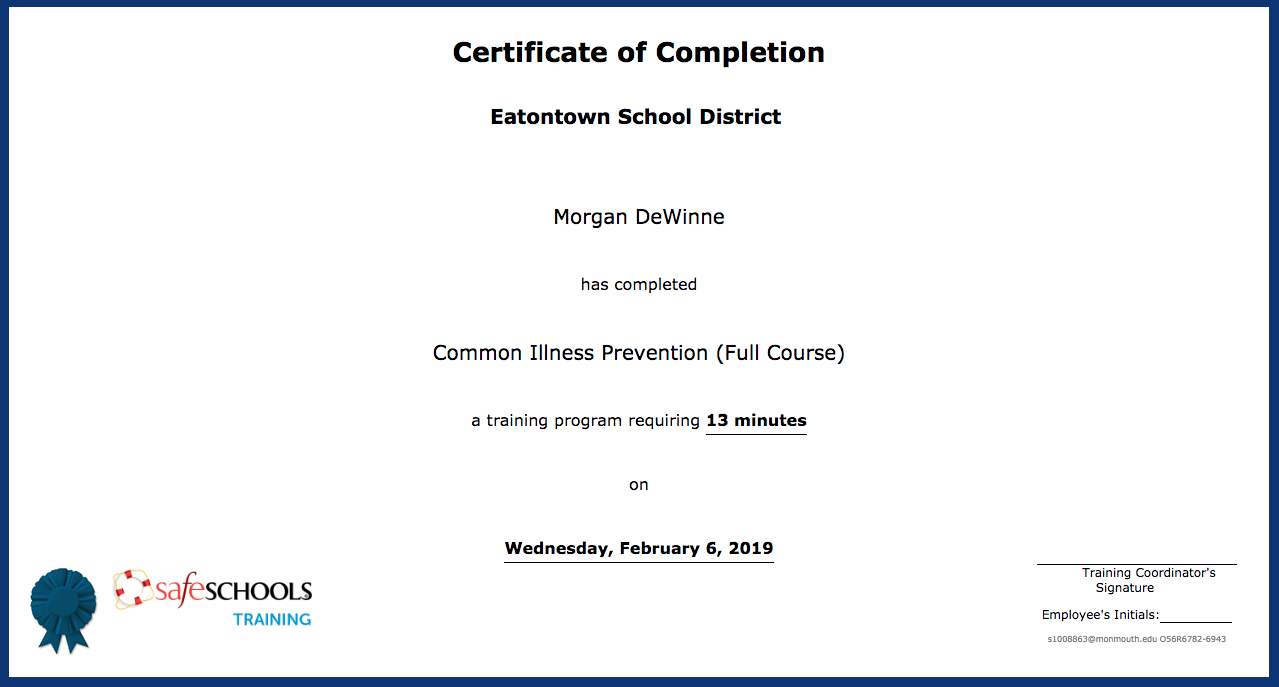 Certificate of Completion
Eatontown School District
Morgan DeWinne
has completed
Common Illness Prevention (Full Course)
a training program requiring 13 minutes
on
Wednesday, February 6, 2019
safeSCHOOLS
TRAINING
Training Coordinator's
Signature
Employee's Initials:
s1008863@monmouth.edu O56R6782-6943